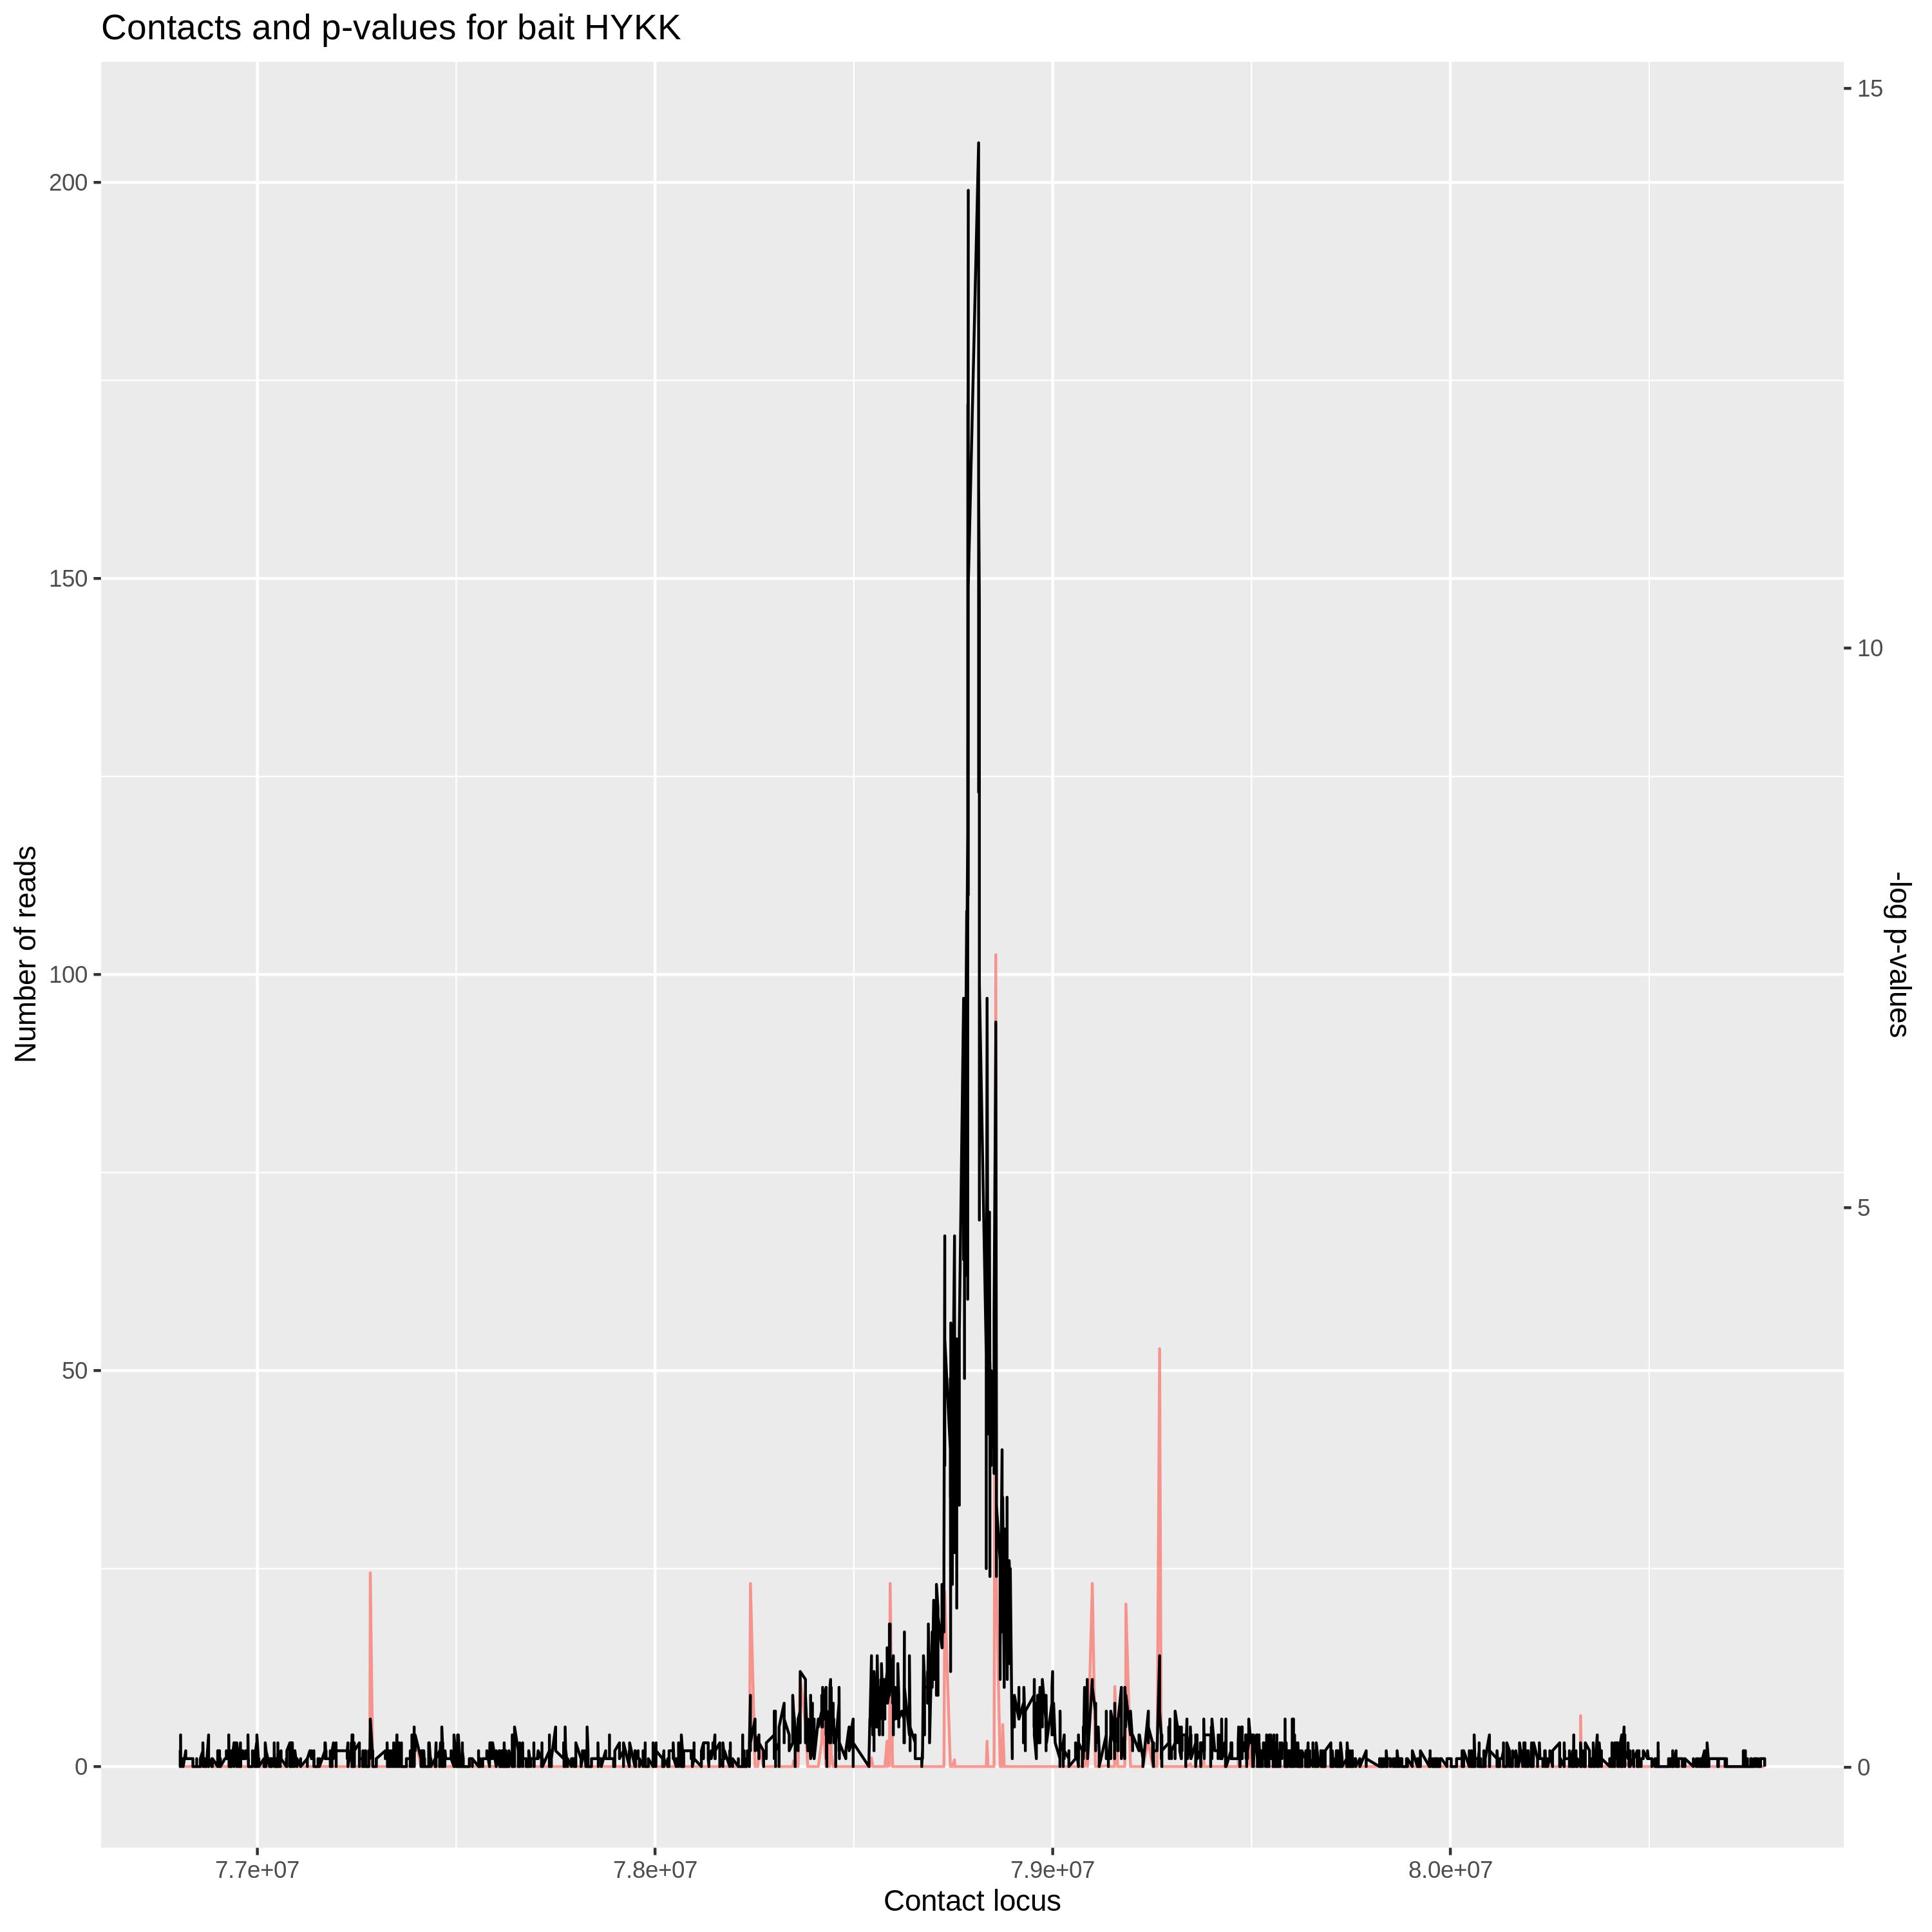 Contacts and p-values for bait HYKK
Number of reads
200
150
100
50
0
15
10
5
0
-log p-values
7.7e+07
7.8e+07
7.9e+07
8.0e+07
Contact locus